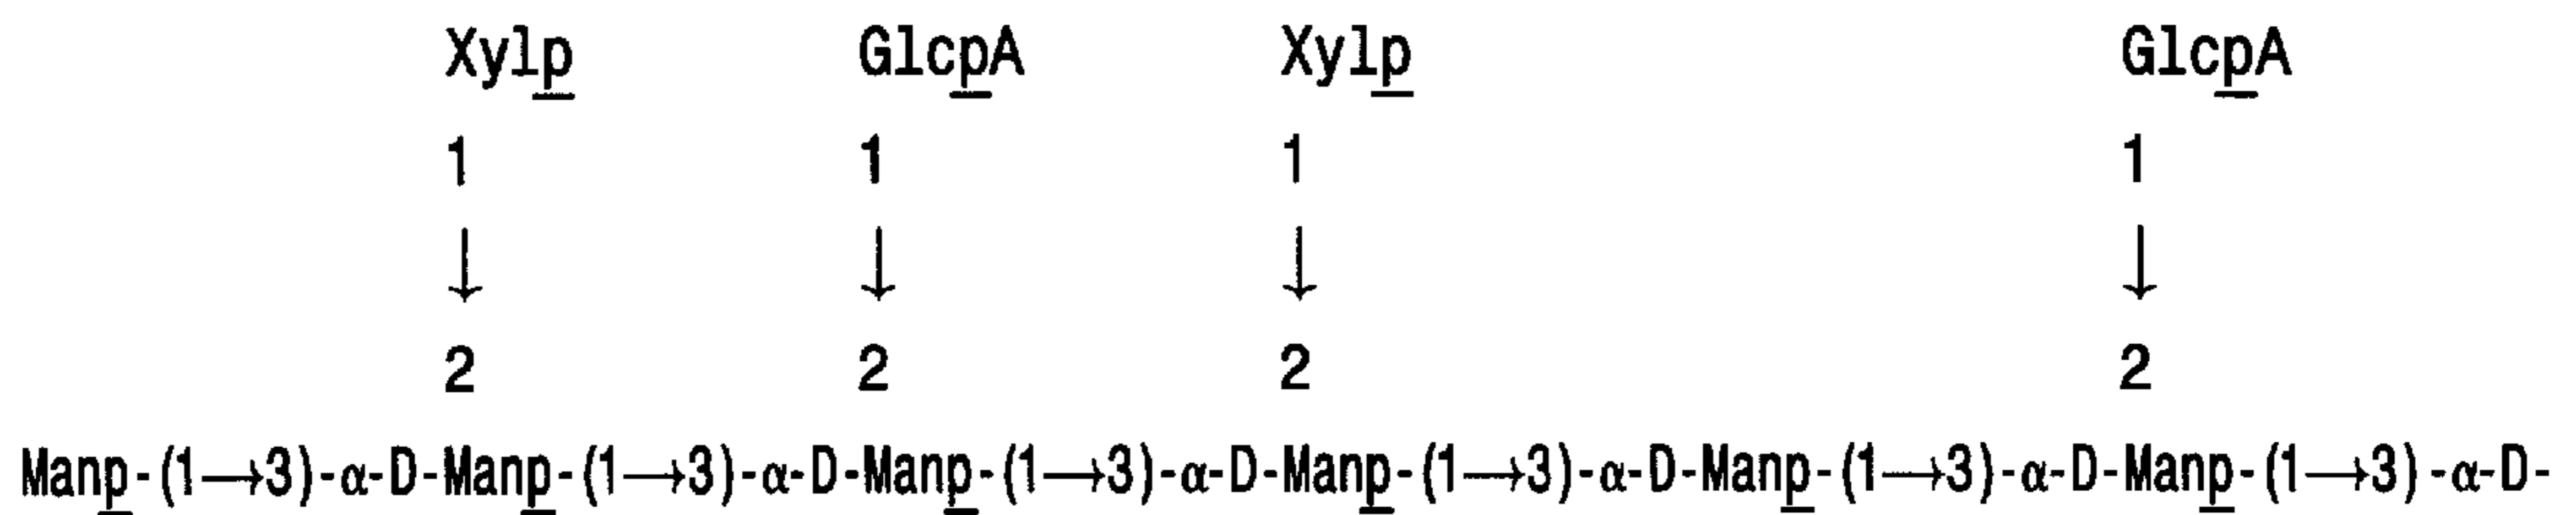 Xylp GlcpA Xylp GlcpA
1 1 1 1
↓ ↓ ↓ ↓
2 2 2 2
Manp-(1→3)-α-D-Manp-(1→3)-α-D-Manp-(1→3)-α-D-Manp-(1→3)-α-D-Manp-(1→3)-α-D-Manp-(1→3)-α-D-